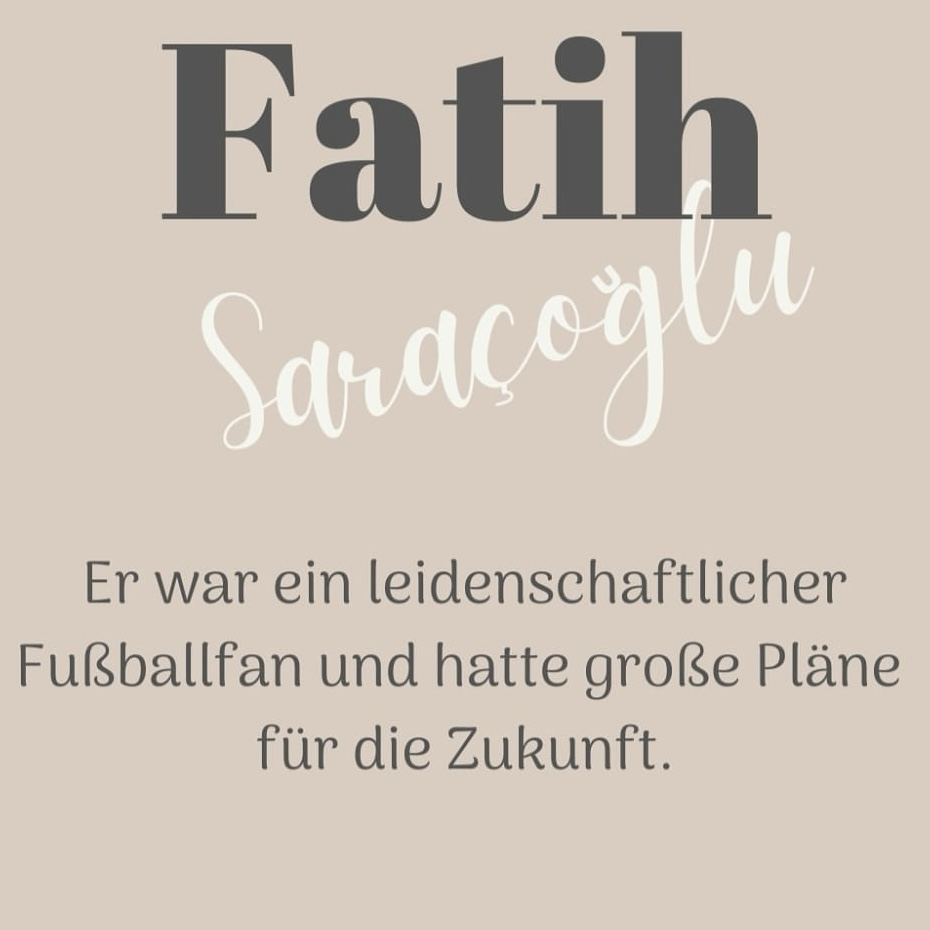 Fatih
Saraçoğlu
Er war ein leidenschaftlicher
Fußballfan und hatte große Pläne
für die Zukunft.